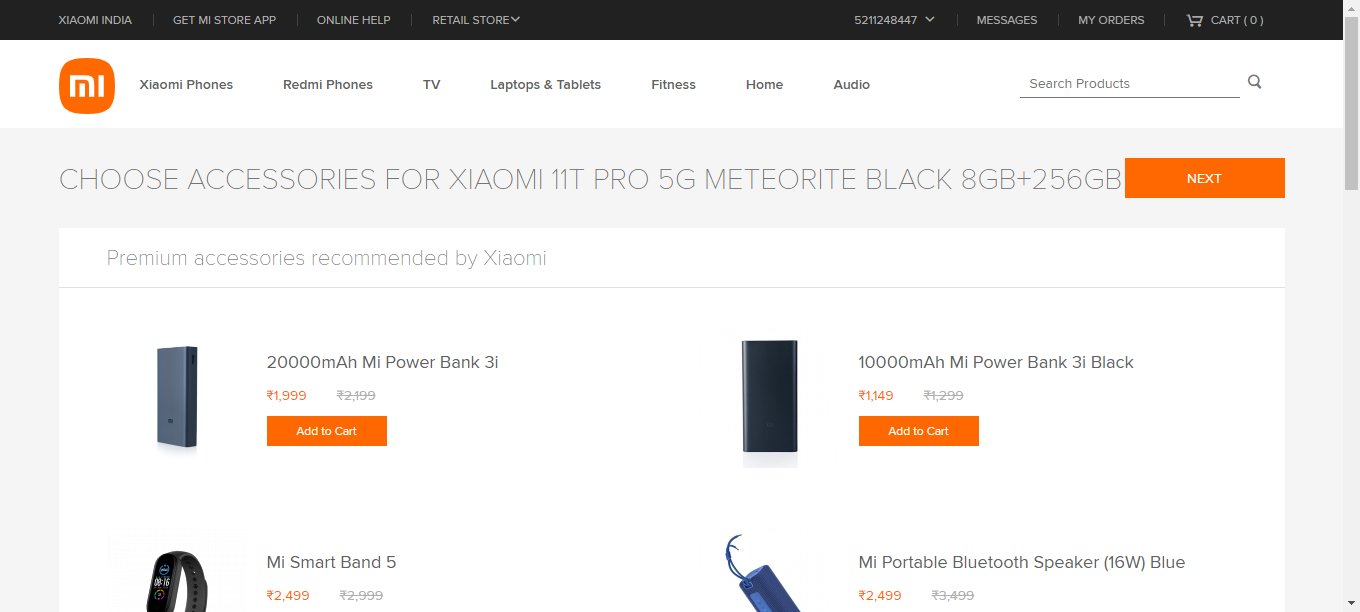 XIAOMI INDIA
GET MI STORE APP
ONLINE HELP
RETAIL STORE
5211248447
MESSAGES
MY ORDERS
CART ( 0 )
mi
Xiaomi Phones
Redmi Phones
TV
Laptops & Tablets
Fitness
Home
Audio
Search Products
CHOOSE ACCESSORIES FOR XIAOMI 11T PRO 5G METEORITE BLACK 8GB+256GB
NEXT
Premium accessories recommended by Xiaomi
20000mAh Mi Power Bank 3i
₹1,999 ₹2,199
Add to Cart
10000mAh Mi Power Bank 3i Black
₹1,149 ₹1,299
Add to Cart
08:16
Mi Smart Band 5
₹2,499 ₹2,999
Mi Portable Bluetooth Speaker (16W) Blue
₹2,499 ₹3,499